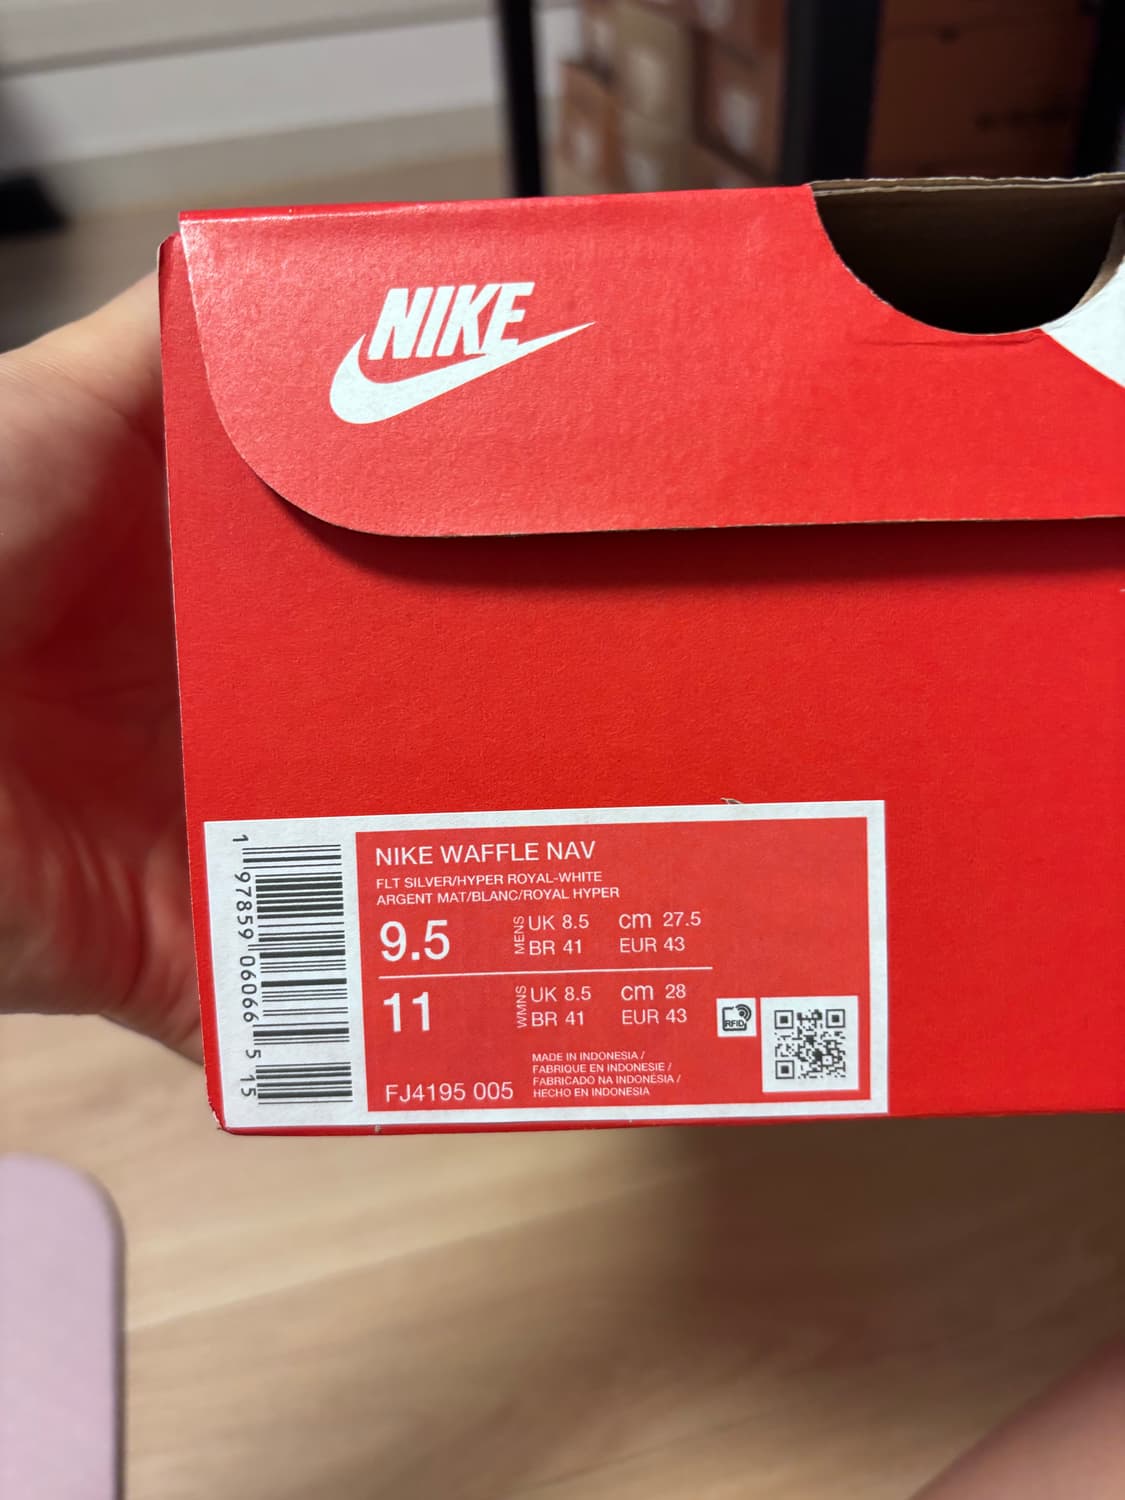 NIKE
NIKE WAFFLE NAV
FLT SILVER/HYPER ROYAL-WHITE
ARGENT MAT/BLANC/ROYAL HYPER
9.5 MENS UK 8.5 cm 27.5
BR 41 EUR 43
11 WMNS UK 8.5 cm 28
BR 41 EUR 43
RFID
MADE IN INDONESIA /
FABRIQUE EN INDONESIE /
FABRICADO NA INDONÉSIA /
HECHO EN INDONESIA
FJ4195 005
1 97859 06066 5 15